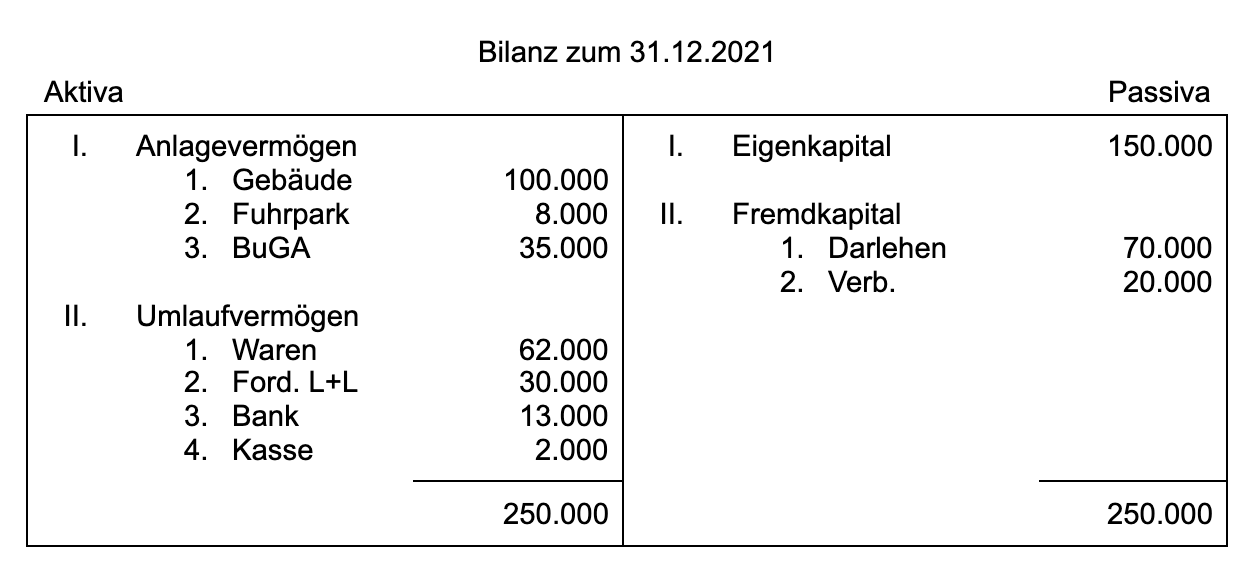 Bilanz zum 31.12.2021
Aktiva Passiva
I. Anlagevermögen
1. Gebäude 100.000
2. Fuhrpark 8.000
3. BuGA 35.000
II. Umlaufvermögen
1. Waren 62.000
2. Ford. L+L 30.000
3. Bank 13.000
4. Kasse 2.000
250.000
I. Eigenkapital 150.000
II. Fremdkapital
1. Darlehen 70.000
2. Verb. 20.000
250.000